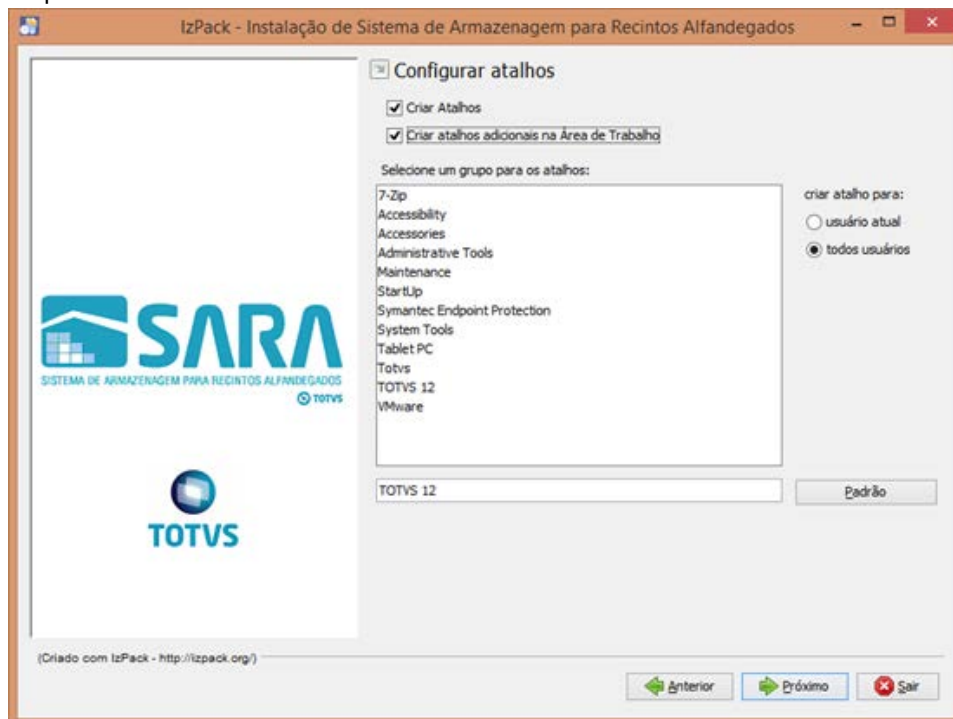 IzPack - Instalação de Sistema de Armazenagem para Recintos Alfandegados
Configurar atalhos
Criar Atalhos
Criar atalhos adicionais na Área de Trabalho
Selecione um grupo para os atalhos:
7-Zip
Accessibility
Accessories
Administrative Tools
Maintenance
StartUp
Symantec Endpoint Protection
System Tools
Tablet PC
Totvs
TOTVS 12
VMware
criar atalho para:
usuário atual
todos usuários
TOTVS 12
Padrão
SARA
SISTEMA DE ARMAZENAGEM PARA RECINTOS ALFANDEGADOS
TOTVS
TOTVS
(Criado com IzPack - http://izpack.org/)
Anterior
Próximo
Sair